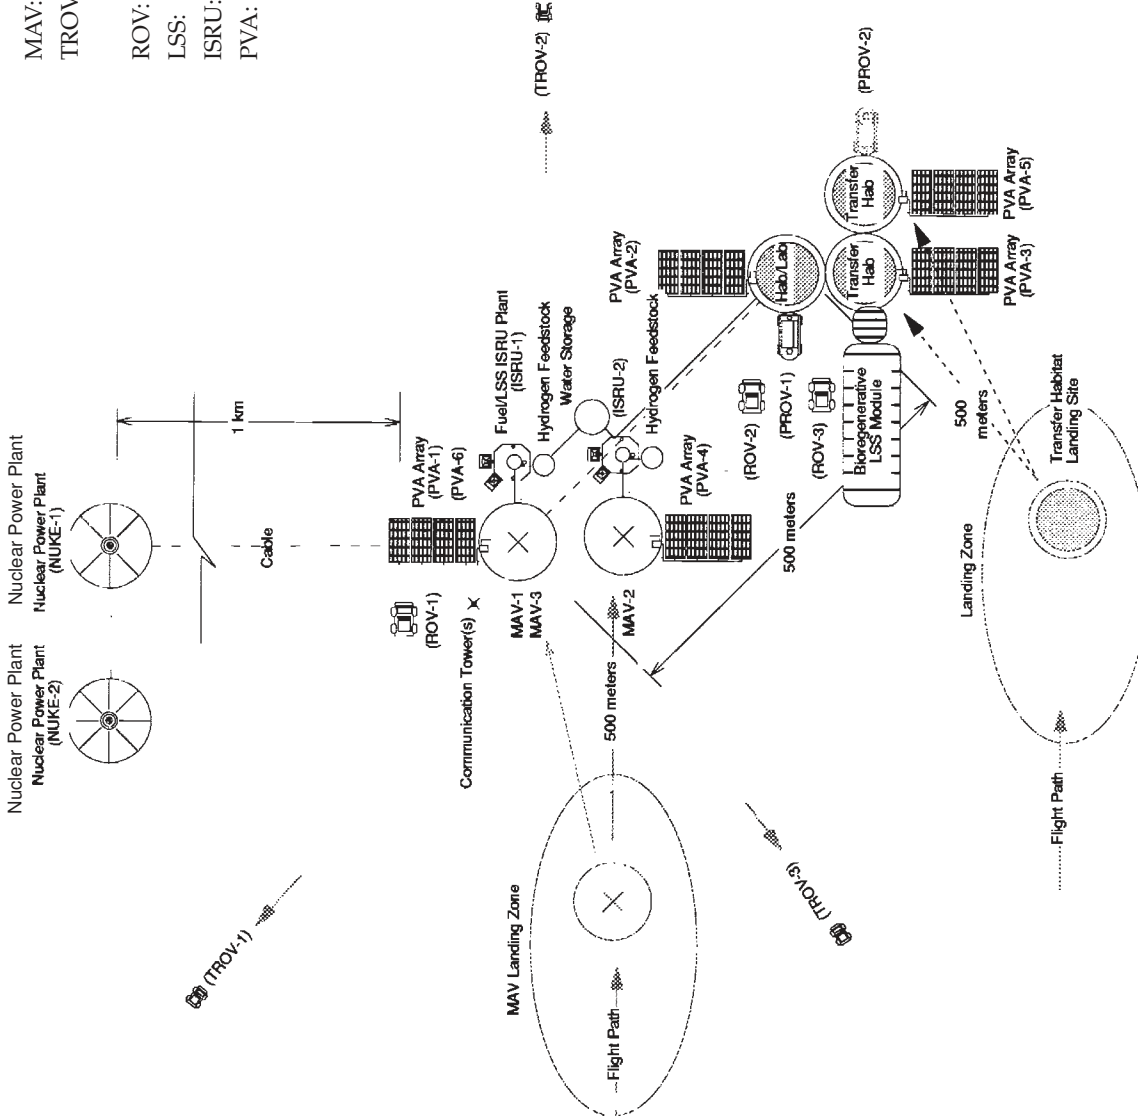 MAV:
TROV
ROV:
LSS:
ISRU:
PVA:
Nuclear Power Plant
Nuclear Power Plant
(NUKE-2)
Nuclear Power Plant
Nuclear Power Plant
(NUKE-1)
1 km
Cable
(TROV-1)
(TROV-2)
(ROV-1)
Communication Tower(s)
PVA Array
(PVA-1)
(PVA-6)
Fuel/LSS ISRU Plant
(ISRU-1)
Hydrogen Feedstock
Water Storage
(ISRU-2)
Hydrogen Feedstock
MAV-1
MAV-3
MAV-2
PVA Array
(PVA-4)
PVA Array
(PVA-2)
Hab/Lab
(PROV-1)
(ROV-2)
(ROV-3)
Transfer
Hab
Transfer
Hab
(PROV-2)
Bioregenerative
LSS Module
PVA Array
(PVA-3)
PVA Array
(PVA-5)
500 meters
500 meters
500
meters
MAV Landing Zone
Flight Path
(TROV-3)
Landing Zone
Transfer Habitat
Landing Site
Flight Path